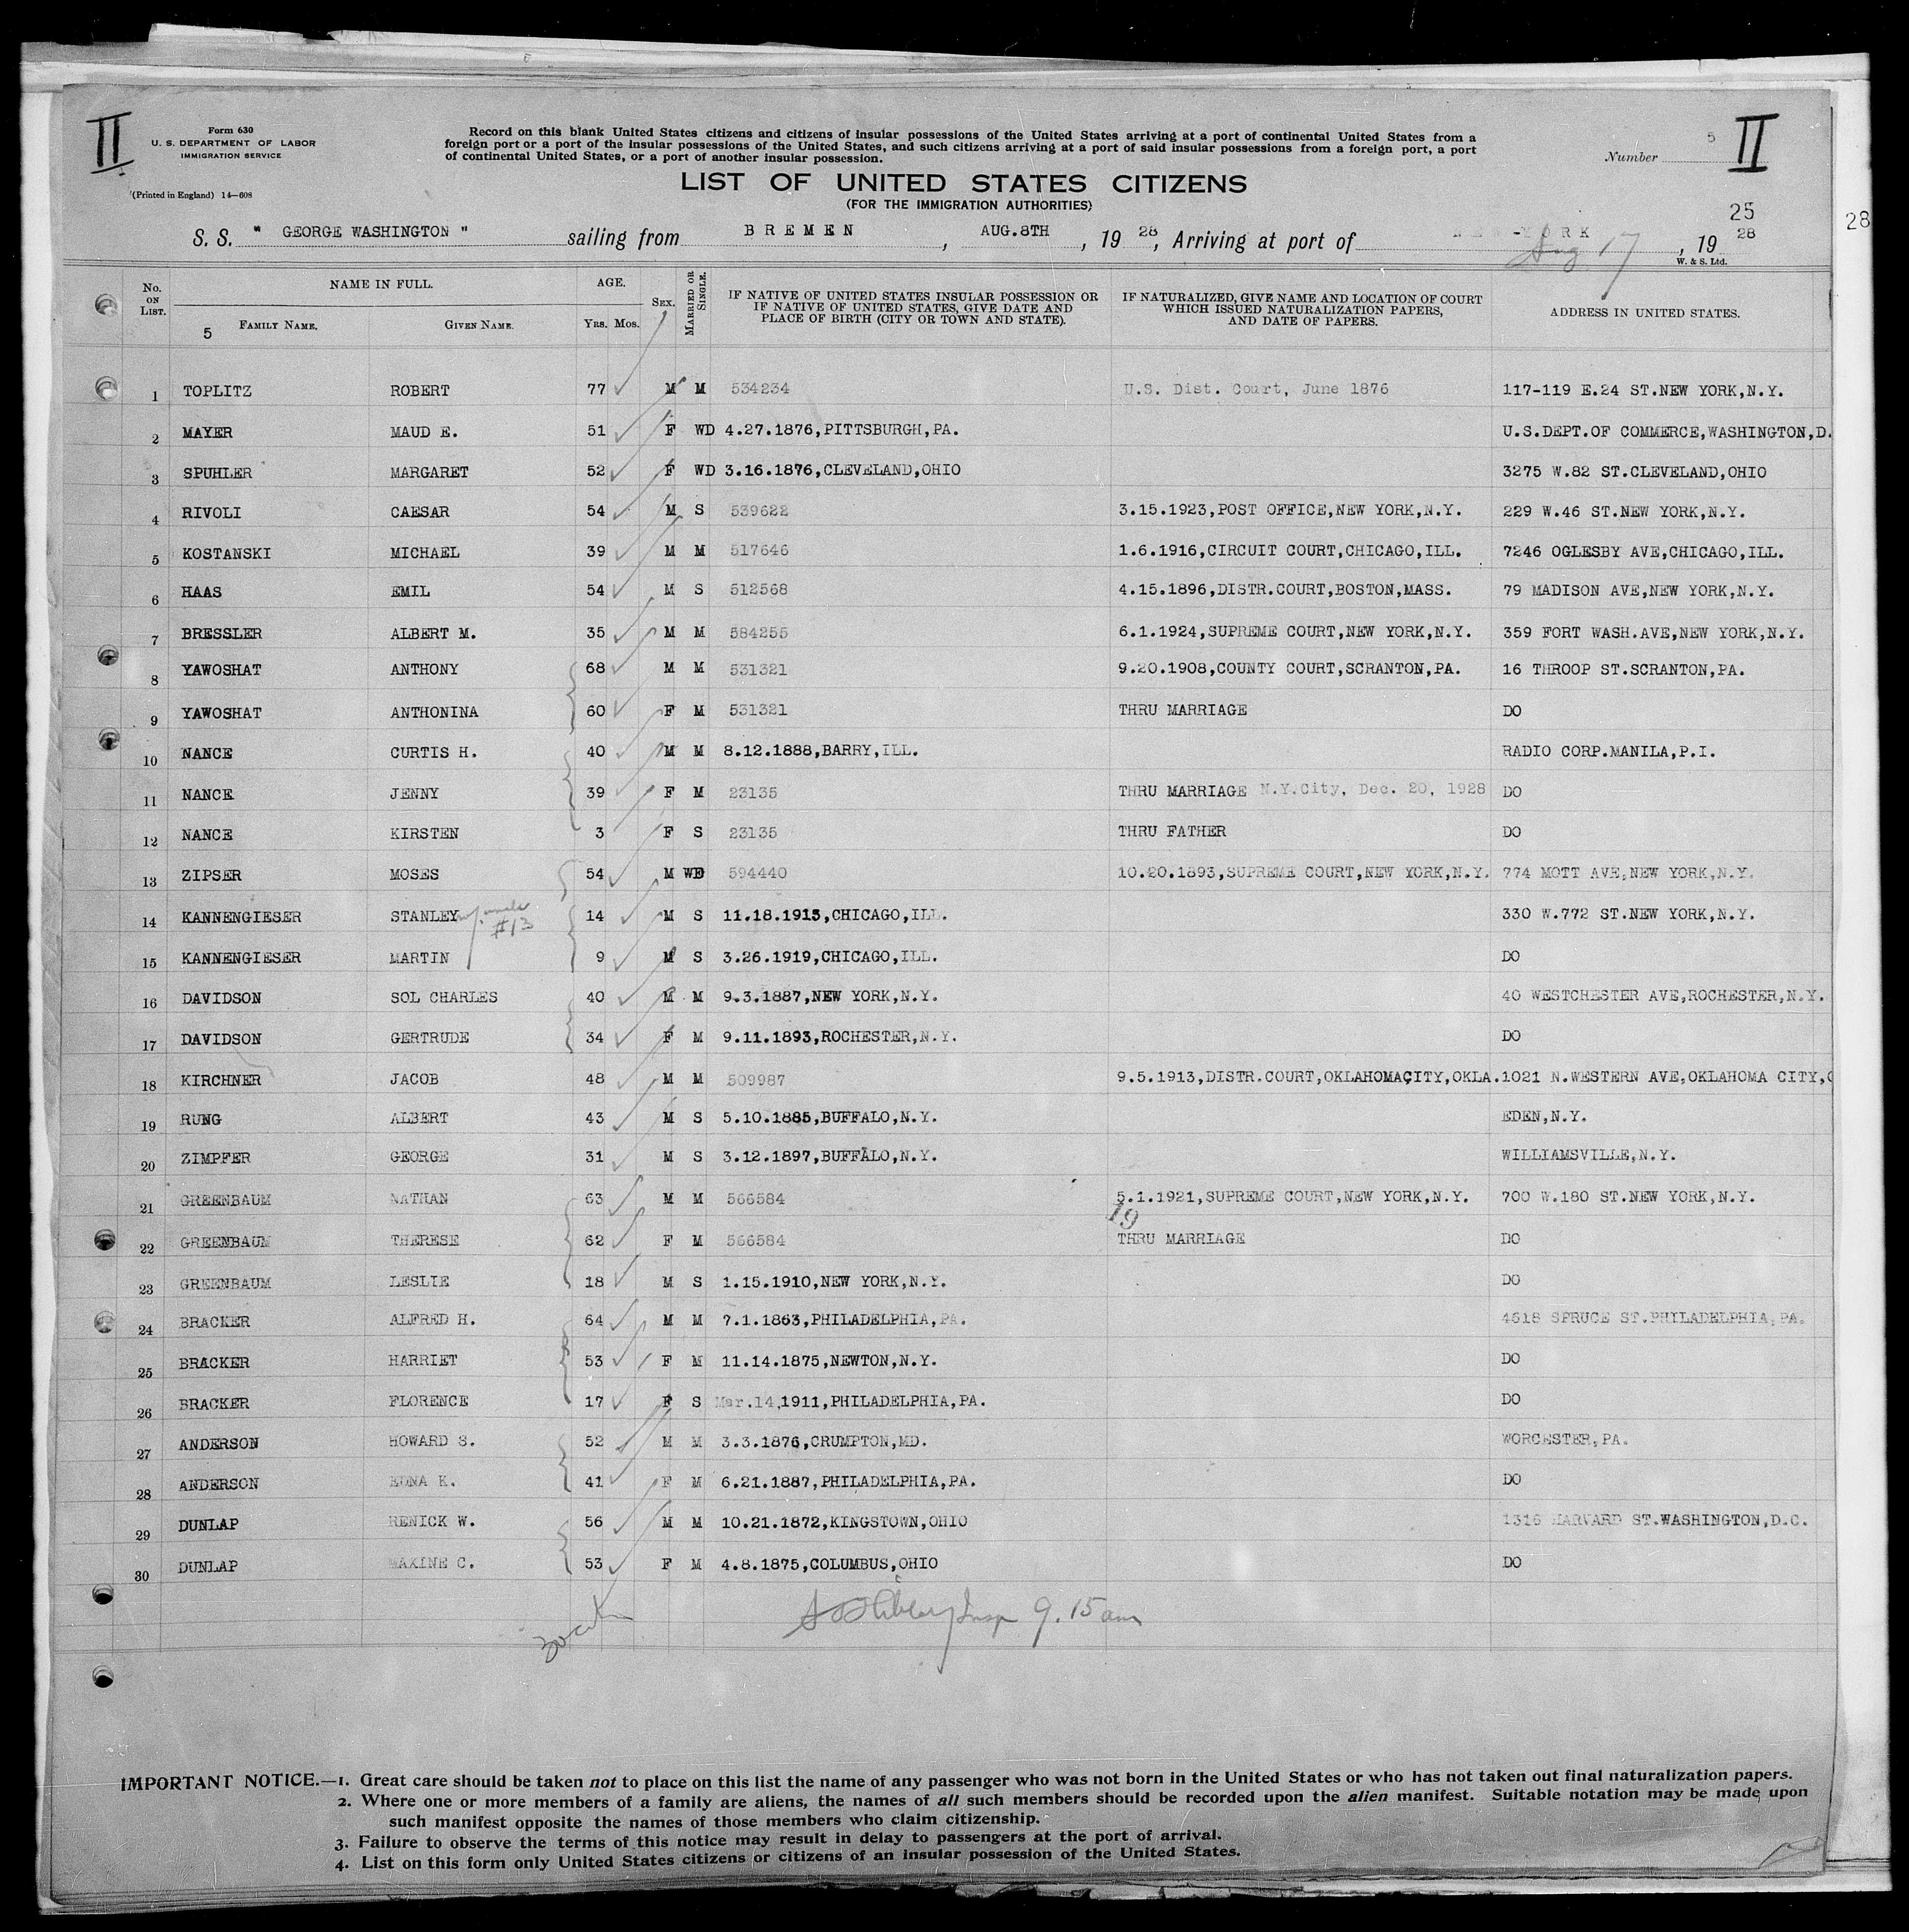 II
Form 630
U. S. DEPARTMENT OF LABOR
IMMIGRATION SERVICE
(Printed in England) 14—608
Record on this blank United States citizens and citizens of insular possessions of the United States arriving at a port of continental United States from a
foreign port or a port of the insular possessions of the United States, and such citizens arriving at a port of said insular possessions from a foreign port, a port
of continental United States, or a port of another insular possession.
Number 5
II
LIST OF UNITED STATES CITIZENS
(FOR THE IMMIGRATION AUTHORITIES)
25
28
S. S. " GEORGE WASHINGTON " sailing from BREMEN, AUG.8TH, 19 28, Arriving at port of NEW-YORK Aug 17, 19 28
W. & S. Ltd.
No. ON LIST. NAME IN FULL. AGE. SEX. MARRIED OR SINGLE. IF NATIVE OF UNITED STATES INSULAR POSSESSION OR IF NATIVE OF UNITED STATES, GIVE DATE AND PLACE OF BIRTH (CITY OR TOWN AND STATE). IF NATURALIZED, GIVE NAME AND LOCATION OF COURT WHICH ISSUED NATURALIZATION PAPERS, AND DATE OF PAPERS. ADDRESS IN UNITED STATES.
5 FAMILY NAME. GIVEN NAME. YRS. MOS.
1 TOPLITZ ROBERT 77 M M 534234 U.S. Dist. Court, June 1876 117-119 E.24 ST.NEW YORK,N.Y.
2 MAYER MAUD E. 51 F WD 4.27.1876,PITTSBURGH,PA. U.S.DEPT.OF COMMERCE,WASHINGTON,D.
3 SPUHLER MARGARET 52 F WD 3.16.1876,CLEVELAND,OHIO 3275 W.82 ST.CLEVELAND,OHIO
4 RIVOLI CAESAR 54 M S 539622 3.15.1923,POST OFFICE,NEW YORK,N.Y. 229 W.46 ST.NEW YORK,N.Y.
5 KOSTANSKI MICHAEL 39 M M 517646 1.6.1916,CIRCUIT COURT,CHICAGO,ILL. 7246 OGLESBY AVE,CHICAGO,ILL.
6 HAAS EMIL 54 M S 512568 4.15.1896,DISTR.COURT,BOSTON,MASS. 79 MADISON AVE,NEW YORK,N.Y.
7 BRESSLER ALBERT M. 35 M M 584255 6.1.1924,SUPREME COURT,NEW YORK,N.Y. 359 FORT WASH.AVE,NEW YORK,N.Y.
8 YAWOSHAT ANTHONY 68 M M 531321 9.20.1908,COUNTY COURT,SCRANTON,PA. 16 THROOP ST.SCRANTON,PA.
9 YAWOSHAT ANTHONINA 60 F M 531321 THRU MARRIAGE DO
10 NANCE CURTIS H. 40 M M 8.12.1888,BARRY,ILL. RADIO CORP.MANILA,P.I.
11 NANCE JENNY 39 F M 23135 THRU MARRIAGE N.Y.City, Dec. 20, 1928 DO
12 NANCE KIRSTEN 3 F S 23135 THRU FATHER DO
13 ZIPSER MOSES 54 M WD 594440 10.20.1893,SUPREME COURT,NEW YORK,N.Y. 774 MOTT AVE,NEW YORK,N.Y.
14 KANNENGIESER STANLEY w/ uncle #13 14 M S 11.18.1913,CHICAGO,ILL. 330 W.772 ST.NEW YORK,N.Y.
15 KANNENGIESER MARTIN 9 M S 3.26.1919,CHICAGO,ILL. DO
16 DAVIDSON SOL CHARLES 40 M M 9.3.1887,NEW YORK,N.Y. 40 WESTCHESTER AVE,ROCHESTER,N.Y.
17 DAVIDSON GERTRUDE 34 F M 9.11.1893,ROCHESTER,N.Y. DO
18 KIRCHNER JACOB 48 M M 509987 9.5.1913,DISTR.COURT,OKLAHOMACITY,OKLA. 1021 N.WESTERN AVE,OKLAHOMA CITY,O
19 RUNG ALBERT 43 M S 5.10.1885,BUFFALO,N.Y. EDEN,N.Y.
20 ZIMPFER GEORGE 31 M S 3.12.1897,BUFFALO,N.Y. WILLIAMSVILLE,N.Y.
21 GREENBAUM NATHAN 63 M M 566584 5.1.1921,SUPREME COURT,NEW YORK,N.Y. 700 W.180 ST.NEW YORK,N.Y.
19
22 GREENBAUM THERESE 62 F M 566584 THRU MARRIAGE DO
23 GREENBAUM LESLIE 18 M S 1.15.1910,NEW YORK,N.Y. DO
24 BRACKER ALFRED H. 64 M M 7.1.1863,PHILADELPHIA,PA. 4618 SPRUCE ST.PHILADELPHIA,PA.
25 BRACKER HARRIET 53 F M 11.14.1875,NEWTON,N.Y. DO
26 BRACKER FLORENCE 17 F S Mar.14,1911,PHILADELPHIA,PA. DO
27 ANDERSON HOWARD S. 52 M M 3.3.1876,CRUMPTON,MD. WORCESTER,PA.
28 ANDERSON EDNA K. 41 F M 6.21.1887,PHILADELPHIA,PA. DO
29 DUNLAP RENICK W. 56 M M 10.21.1872,KINGSTOWN,OHIO 1316 HARVARD ST.WASHINGTON,D.C.
30 DUNLAP MAXINE C. 53 F M 4.8.1875,COLUMBUS,OHIO DO
Insp 9.15 am
IMPORTANT NOTICE.—1. Great care should be taken not to place on this list the name of any passenger who was not born in the United States or who has not taken out final naturalization papers.
2. Where one or more members of a family are aliens, the names of all such members should be recorded upon the alien manifest. Suitable notation may be made upon
such manifest opposite the names of those members who claim citizenship.
3. Failure to observe the terms of this notice may result in delay to passengers at the port of arrival.
4. List on this form only United States citizens or citizens of an insular possession of the United States.